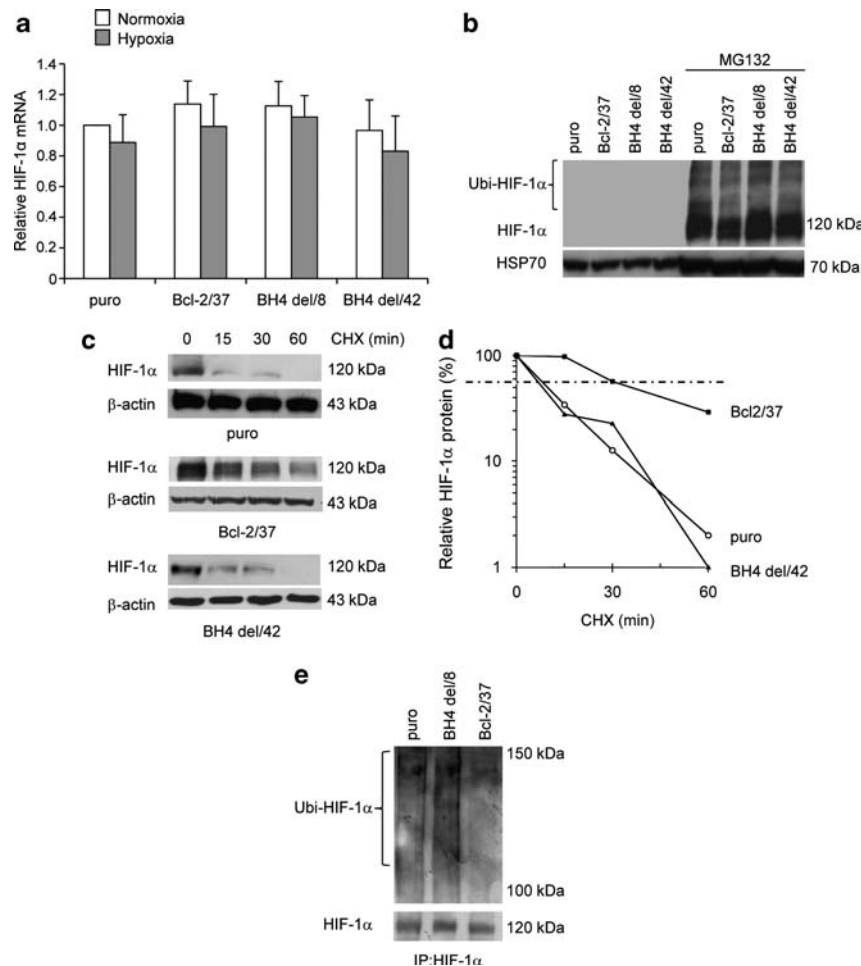 a
Normoxia
Hypoxia
Relative HIF-1α mRNA
1.4
1.2
1.0
0.8
0.6
0.4
0.2
0
puro
Bcl-2/37
BH4 del/8
BH4 del/42
b
MG132
puro
Bcl-2/37
BH4 del/8
BH4 del/42
puro
Bcl-2/37
BH4 del/8
BH4 del/42
Ubi-HIF-1α
HIF-1α
120 kDa
HSP70
70 kDa
c
0 15 30 60 CHX (min)
HIF-1α 120 kDa
β-actin 43 kDa
puro
HIF-1α 120 kDa
β-actin 43 kDa
Bcl-2/37
HIF-1α 120 kDa
β-actin 43 kDa
BH4 del/42
d
Relative HIF-1α protein (%)
100
10
1
0 30 60
CHX (min)
Bcl2/37
puro
BH4 del/42
e
puro
BH4 del/8
Bcl-2/37
150 kDa
Ubi-HIF-1α
100 kDa
HIF-1α 120 kDa
IP:HIF-1α